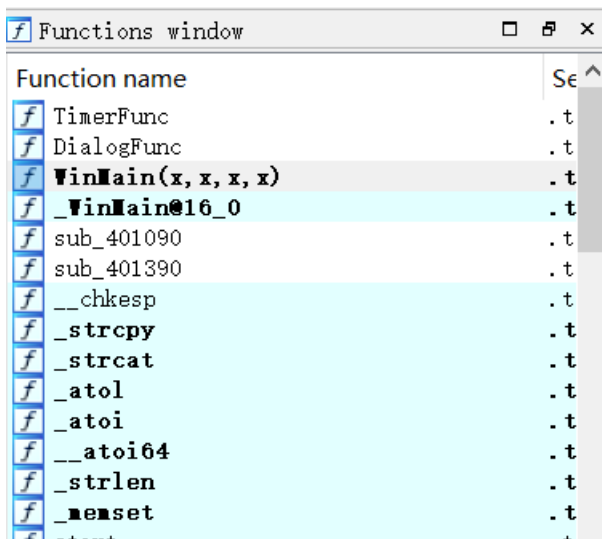 Functions window
Function name Se
f TimerFunc .t
f DialogFunc .t
f WinMain(x,x,x,x) .t
f _WinMain@16_0 .t
f sub_401090 .t
f sub_401390 .t
f __chkesp .t
f _strcpy .t
f _strcat .t
f _atol .t
f _atoi .t
f __atoi64 .t
f _strlen .t
f _memset .t